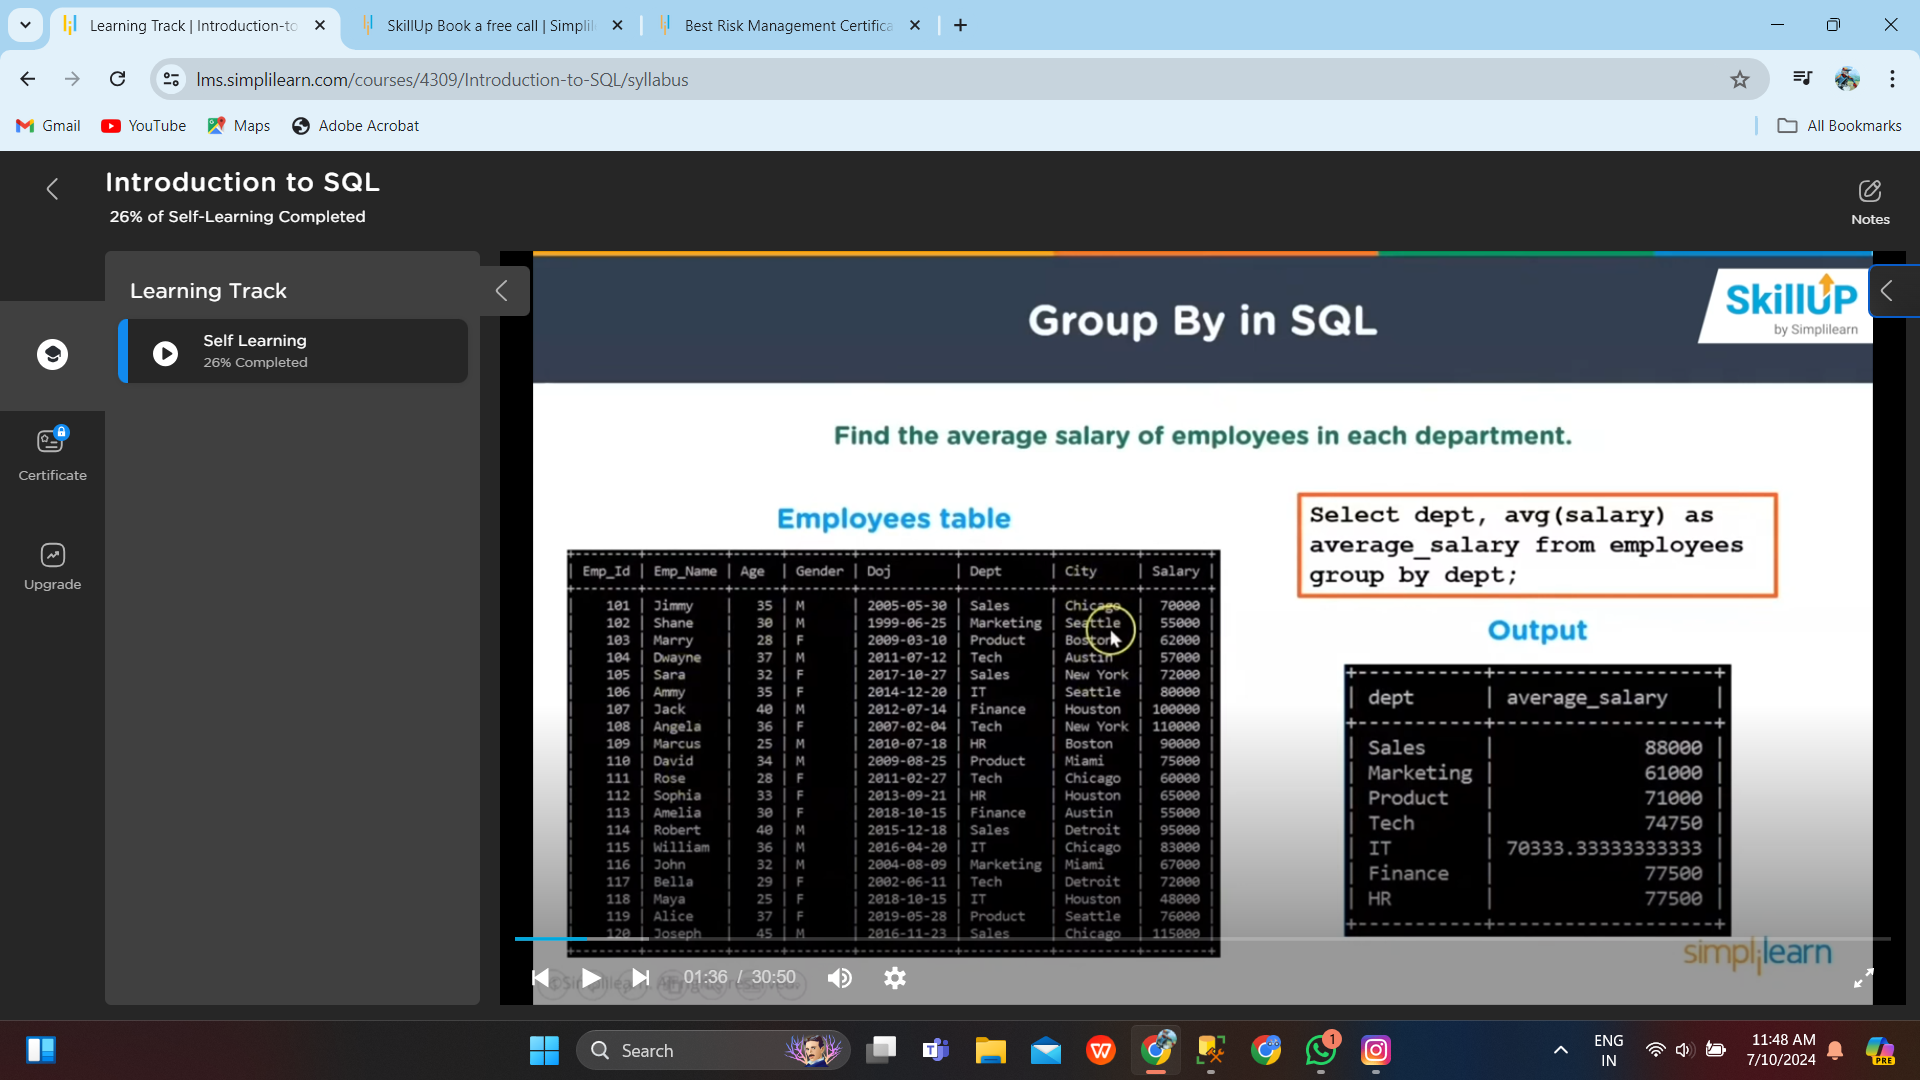 Learning Track | Introduction-to
SkillUp Book a free call | Simplil
Best Risk Management Certifica
lms.simplilearn.com/courses/4309/Introduction-to-SQL/syllabus
Gmail
YouTube
Maps
Adobe Acrobat
All Bookmarks
Introduction to SQL
26% of Self-Learning Completed
Notes
Learning Track
Self Learning
26% Completed
Certificate
Upgrade
Group By in SQL
SkillUP
by Simplilearn
Find the average salary of employees in each department.
Employees table
Emp_Id | Emp_Name | Age | Gender | Doj | Dept | City | Salary
101 | Jimmy | 35 | M | 2005-05-30 | Sales | Chicago | 70000
102 | Shane | 30 | M | 1999-06-25 | Marketing | Seattle | 55000
103 | Marry | 28 | F | 2009-03-10 | Product | Boston | 62000
104 | Dwayne | 37 | M | 2011-07-12 | Tech | Austin | 57000
105 | Sara | 32 | F | 2017-10-27 | Sales | New York | 72000
106 | Ammy | 35 | F | 2014-12-20 | IT | Seattle | 80000
107 | Jack | 40 | M | 2012-07-14 | Finance | Houston | 100000
108 | Angela | 36 | F | 2007-02-04 | Tech | New York | 110000
109 | Marcus | 25 | M | 2010-07-18 | HR | Boston | 90000
110 | David | 34 | M | 2009-08-25 | Product | Miami | 75000
111 | Rose | 28 | F | 2011-02-27 | Tech | Chicago | 60000
112 | Sophia | 33 | F | 2013-09-21 | HR | Houston | 65000
113 | Amelia | 30 | F | 2018-10-15 | Finance | Austin | 55000
114 | Robert | 40 | M | 2015-12-18 | Sales | Detroit | 95000
115 | William | 36 | M | 2016-04-20 | IT | Chicago | 83000
116 | John | 32 | M | 2004-08-09 | Marketing | Miami | 67000
117 | Bella | 29 | F | 2002-06-11 | Tech | Detroit | 72000
118 | Maya | 25 | F | 2018-10-15 | IT | Houston | 48000
119 | Alice | 37 | F | 2019-05-28 | Product | Seattle | 76000
120 | Joseph | 45 | M | 2016-11-23 | Sales | Chicago | 115000
Select dept, avg(salary) as
average_salary from employees
group by dept;
Output
dept | average_salary
Sales | 88000
Marketing | 61000
Product | 71000
Tech | 74750
IT | 70333.33333333333
Finance | 77500
HR | 77500
simplilearn
01:36 / 30:50
Search
ENG
IN
11:48 AM
7/10/2024
1
PRE